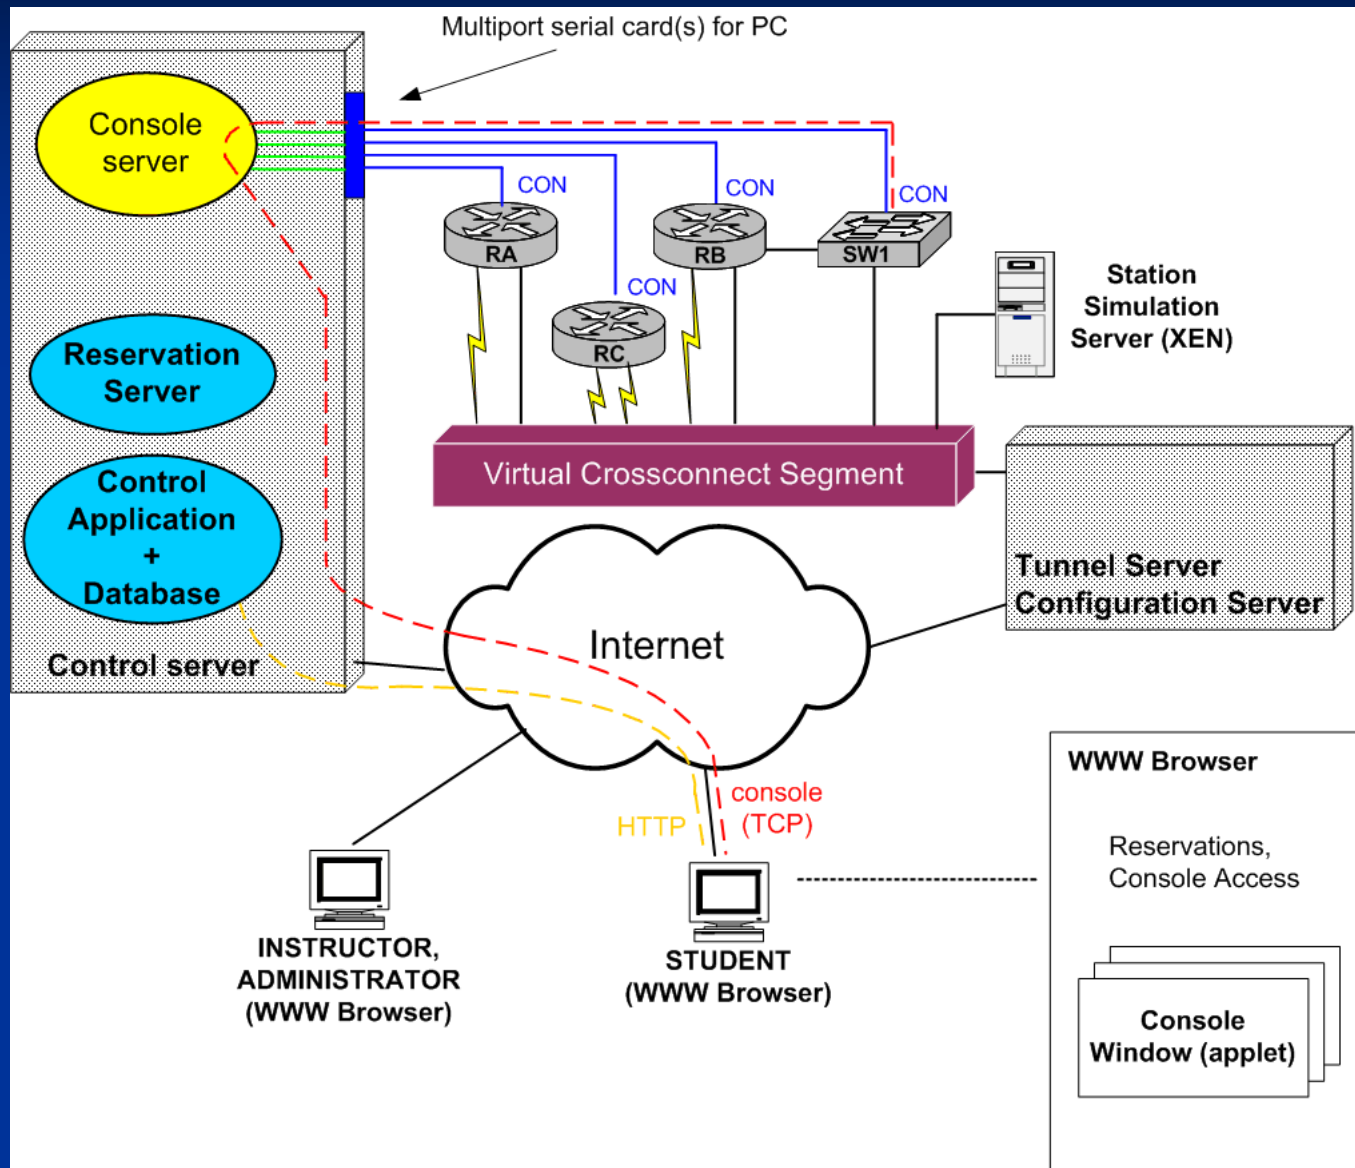 Multiport serial card(s) for PC
Console
server
CON
CON
CON
CON
RA
RB
SW1
RC
Station
Simulation
Server (XEN)
Reservation
Server
Control
Application
+
Database
Control server
Virtual Crossconnect Segment
Tunnel Server
Configuration Server
Internet
HTTP
console
(TCP)
INSTRUCTOR,
ADMINISTRATOR
(WWW Browser)
STUDENT
(WWW Browser)
WWW Browser
Reservations,
Console Access
Console
Window (applet)